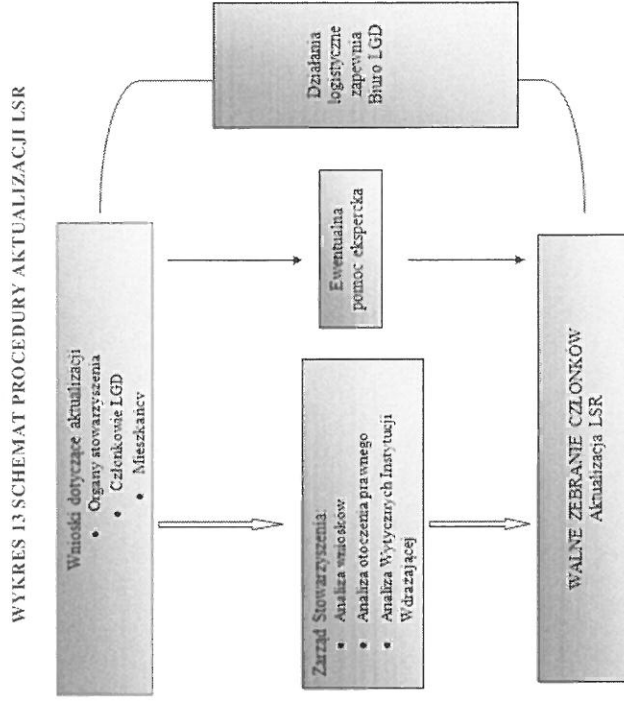 WYKRES 13 SCHEMAT PROCEDURY AKTUALIZACJI LSR
Wnioski dotyczące aktualizacji
• Organy stowarzyszenia
• Członkowie LGD
• Mieszkańcy
Zarząd Stowarzyszenia:
• Analiza wniosków
• Analiza otoczenia prawnego
• Analiza Wytycznych Instytucji
Wdrażającej
Ewentualna
pomoc ekspercka
Działania
logistyczne
zapewnia
Biuro LGD
WALNE ZEBRANIE CZŁONKÓW
Aktualizacja LSR